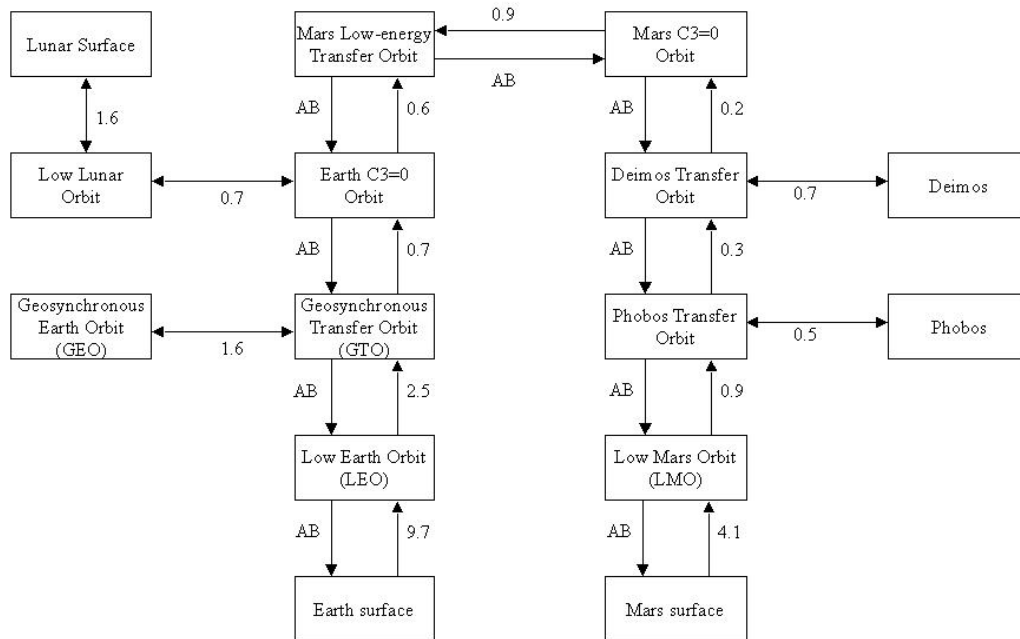 0.9
Lunar Surface
Mars Low-energy
Transfer Orbit
Mars C3=0
Orbit
AB
1.6
AB
0.6
AB
0.2
Low Lunar
Orbit
0.7
Earth C3=0
Orbit
Deimos Transfer
Orbit
0.7
Deimos
AB
0.7
AB
0.3
Geosynchronous
Earth Orbit
(GEO)
1.6
Geosynchronous
Transfer Orbit
(GTO)
Phobos Transfer
Orbit
0.5
Phobos
AB
2.5
AB
0.9
Low Earth Orbit
(LEO)
Low Mars Orbit
(LMO)
AB
9.7
AB
4.1
Earth surface
Mars surface